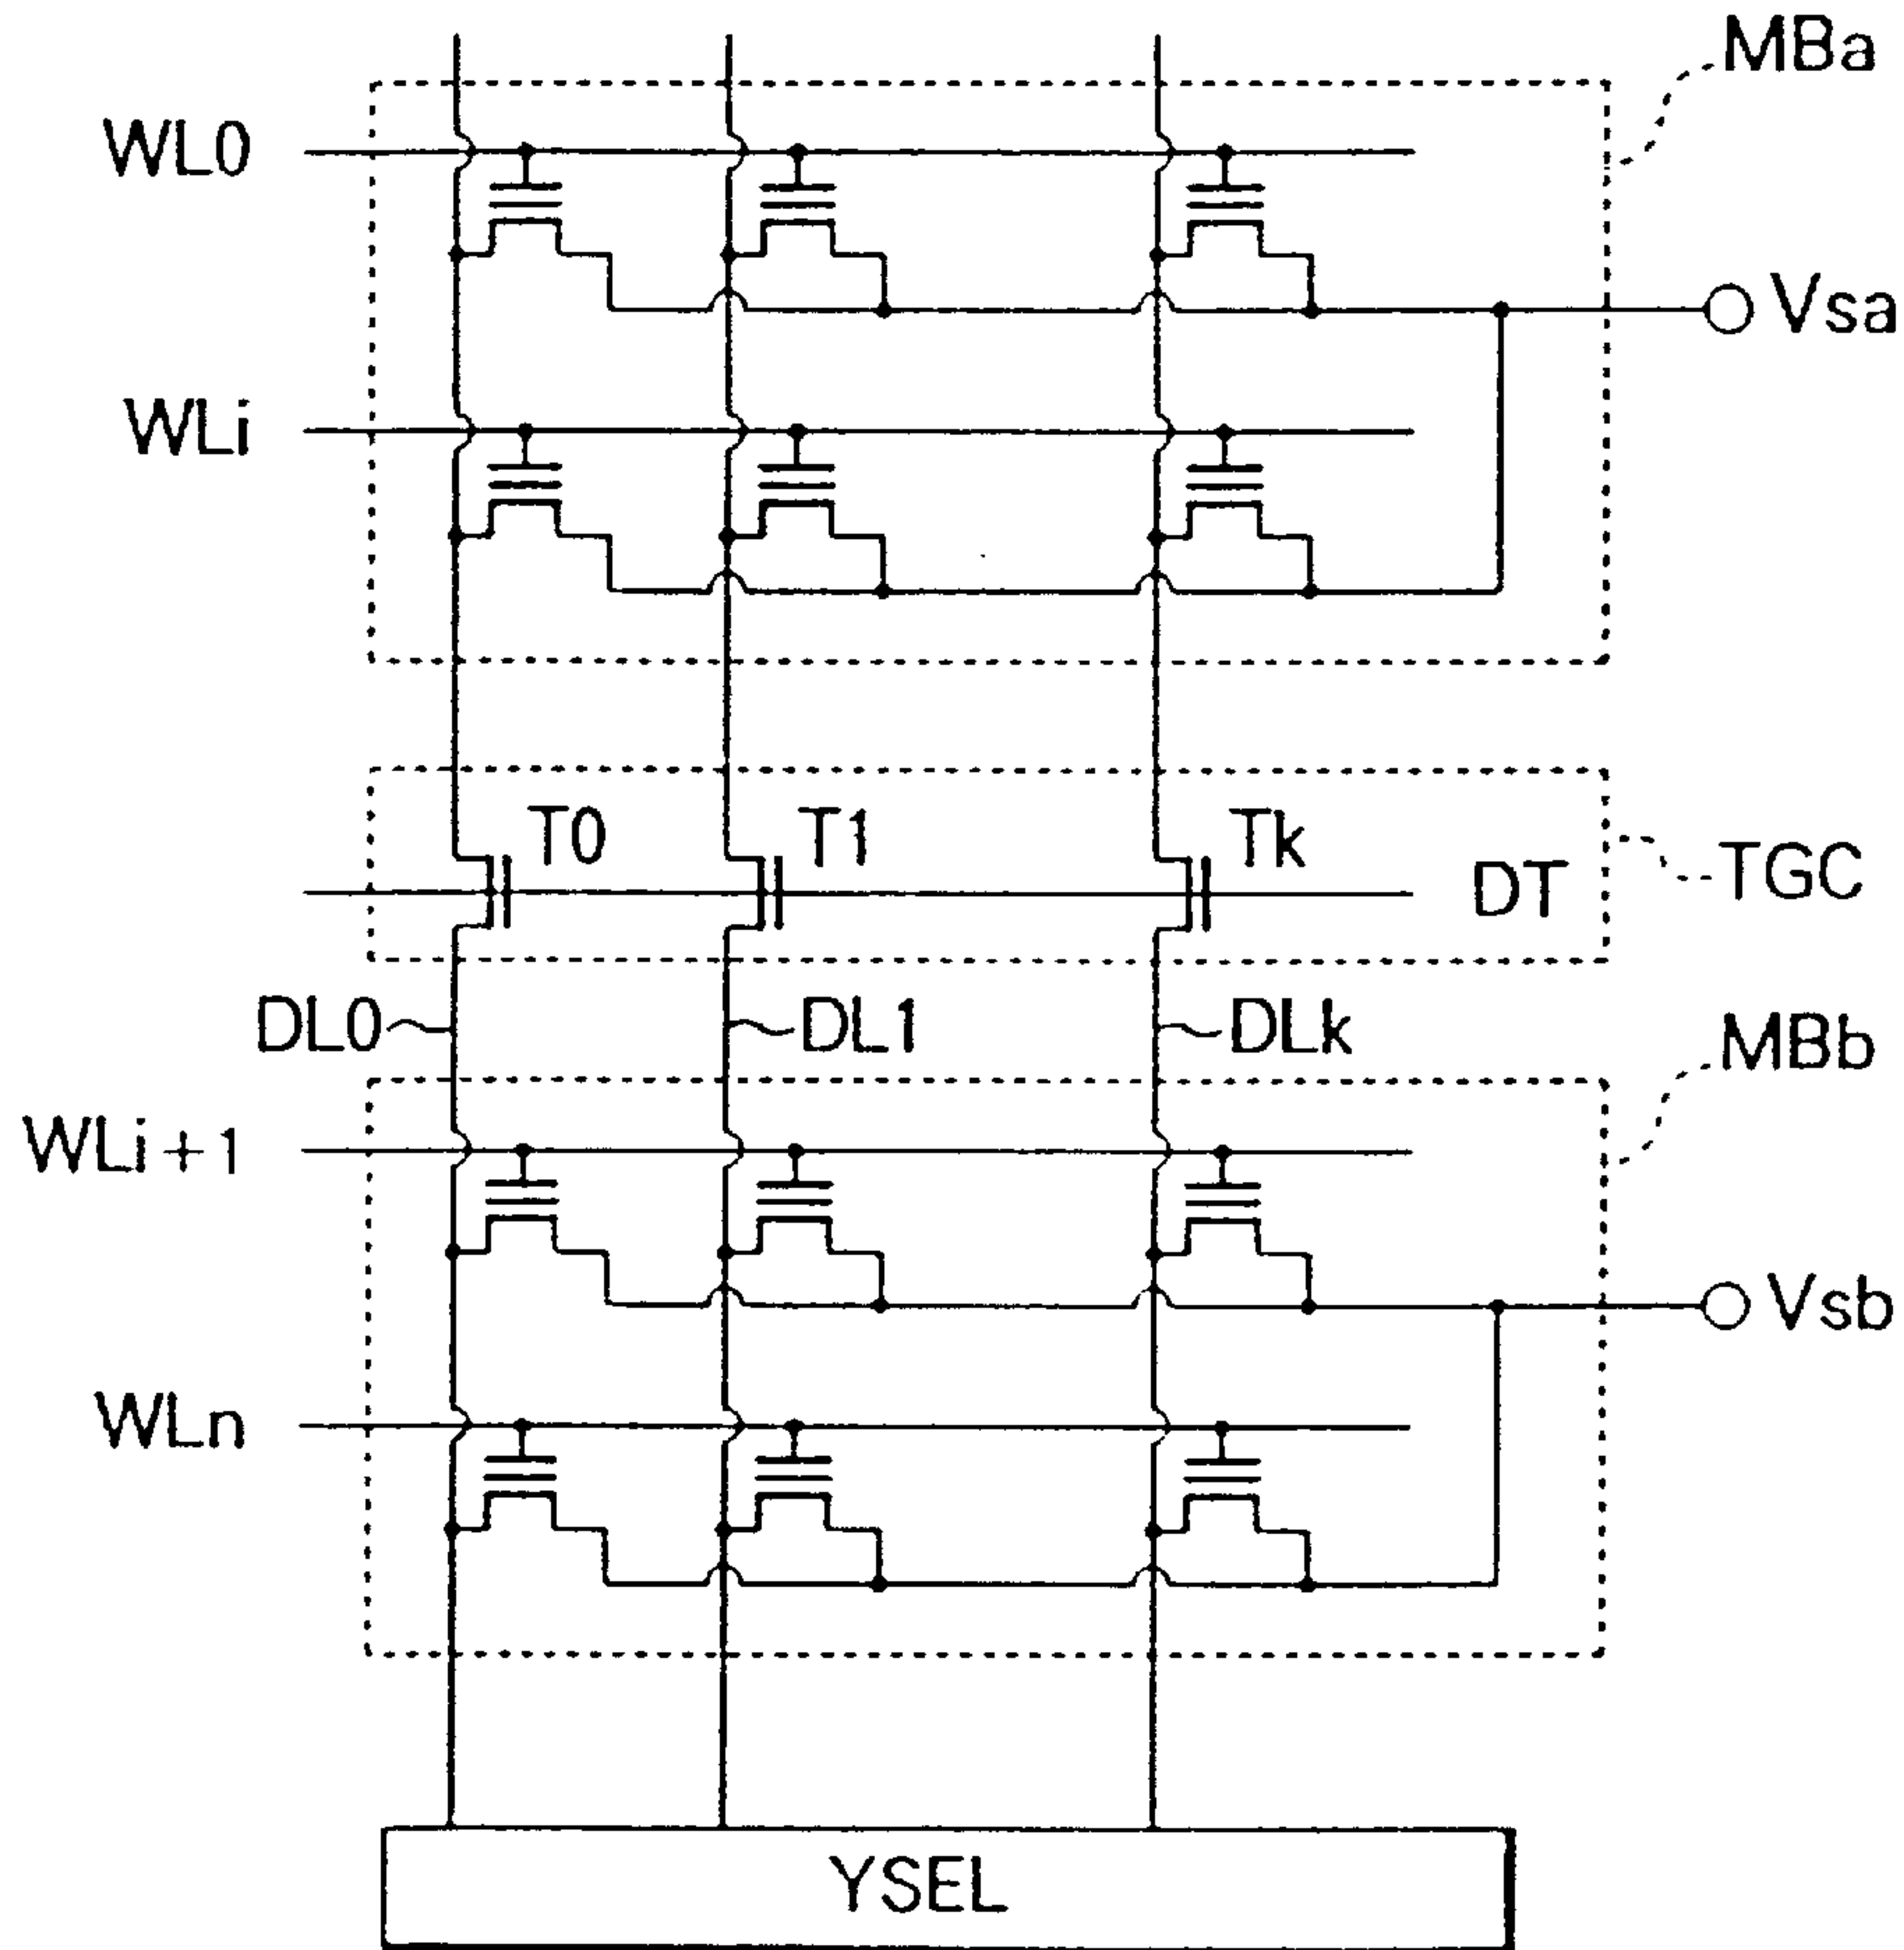 MBa
WL0
Vsa
WLi
T0 T1 Tk
DT TGC
DL0 DL1 DLk
MBb
WLi+1
Vsb
WLn
YSEL